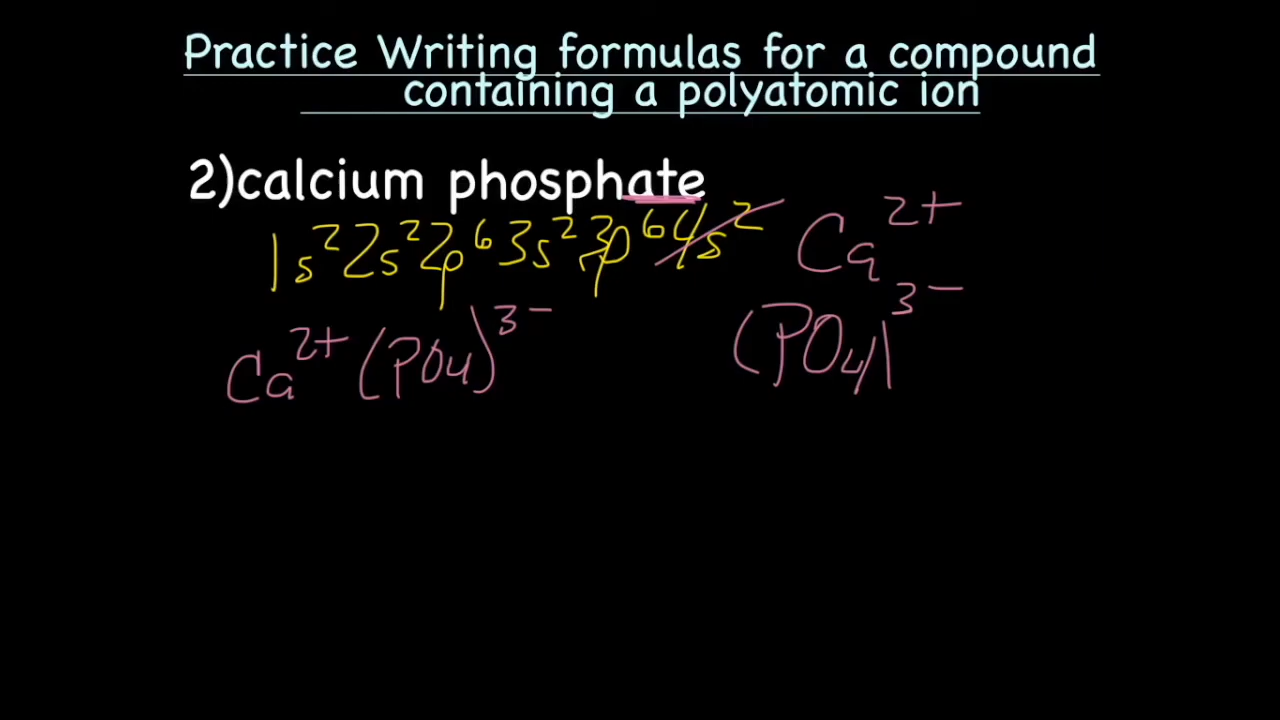 Practice Writing formulas for a compound
containing a polyatomic ion
2)calcium phosphate
1s²2s²2p⁶3s²3p⁶4s² Ca²⁺
Ca²⁺(PO₄)³⁻ (PO₄)³⁻